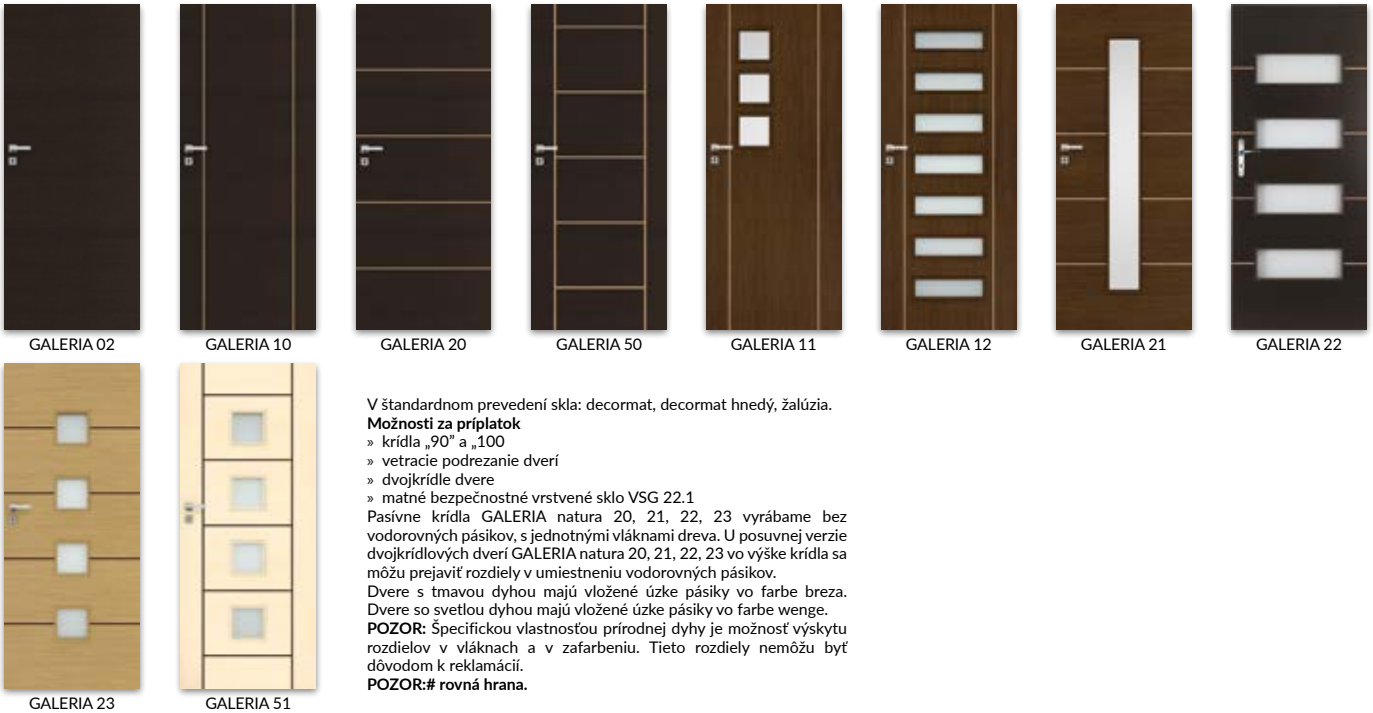 GALERIA 02
GALERIA 10
GALERIA 20
GALERIA 50
GALERIA 11
GALERIA 12
GALERIA 21
GALERIA 22
GALERIA 23
GALERIA 51
V štandardnom prevedení skla: decormat, decormat hnedý, žalúzia.
Možnosti za príplatok
» krídla „90” a „100
» vetracie podrezanie dverí
» dvojkrídle dvere
» matné bezpečnostné vrstvené sklo VSG 22.1
Pasívne krídla GALERIA natura 20, 21, 22, 23 vyrábame bez
vodorovných pásikov, s jednotnými vláknami dreva. U posuvnej verzie
dvojkrídlových dverí GALERIA natura 20, 21, 22, 23 vo výške krídla sa
môžu prejaviť rozdiely v umiestneniu vodorovných pásikov.
Dvere s tmavou dyhou majú vložené úzke pásiky vo farbe breza.
Dvere so svetlou dyhou majú vložené úzke pásiky vo farbe wenge.
POZOR: Špecifickou vlastnosťou prírodnej dyhy je možnosť výskytu
rozdielov v vláknach a v zafarbeniu. Tieto rozdiely nemôžu byť
dôvodom k reklamácií.
POZOR:# rovná hrana.